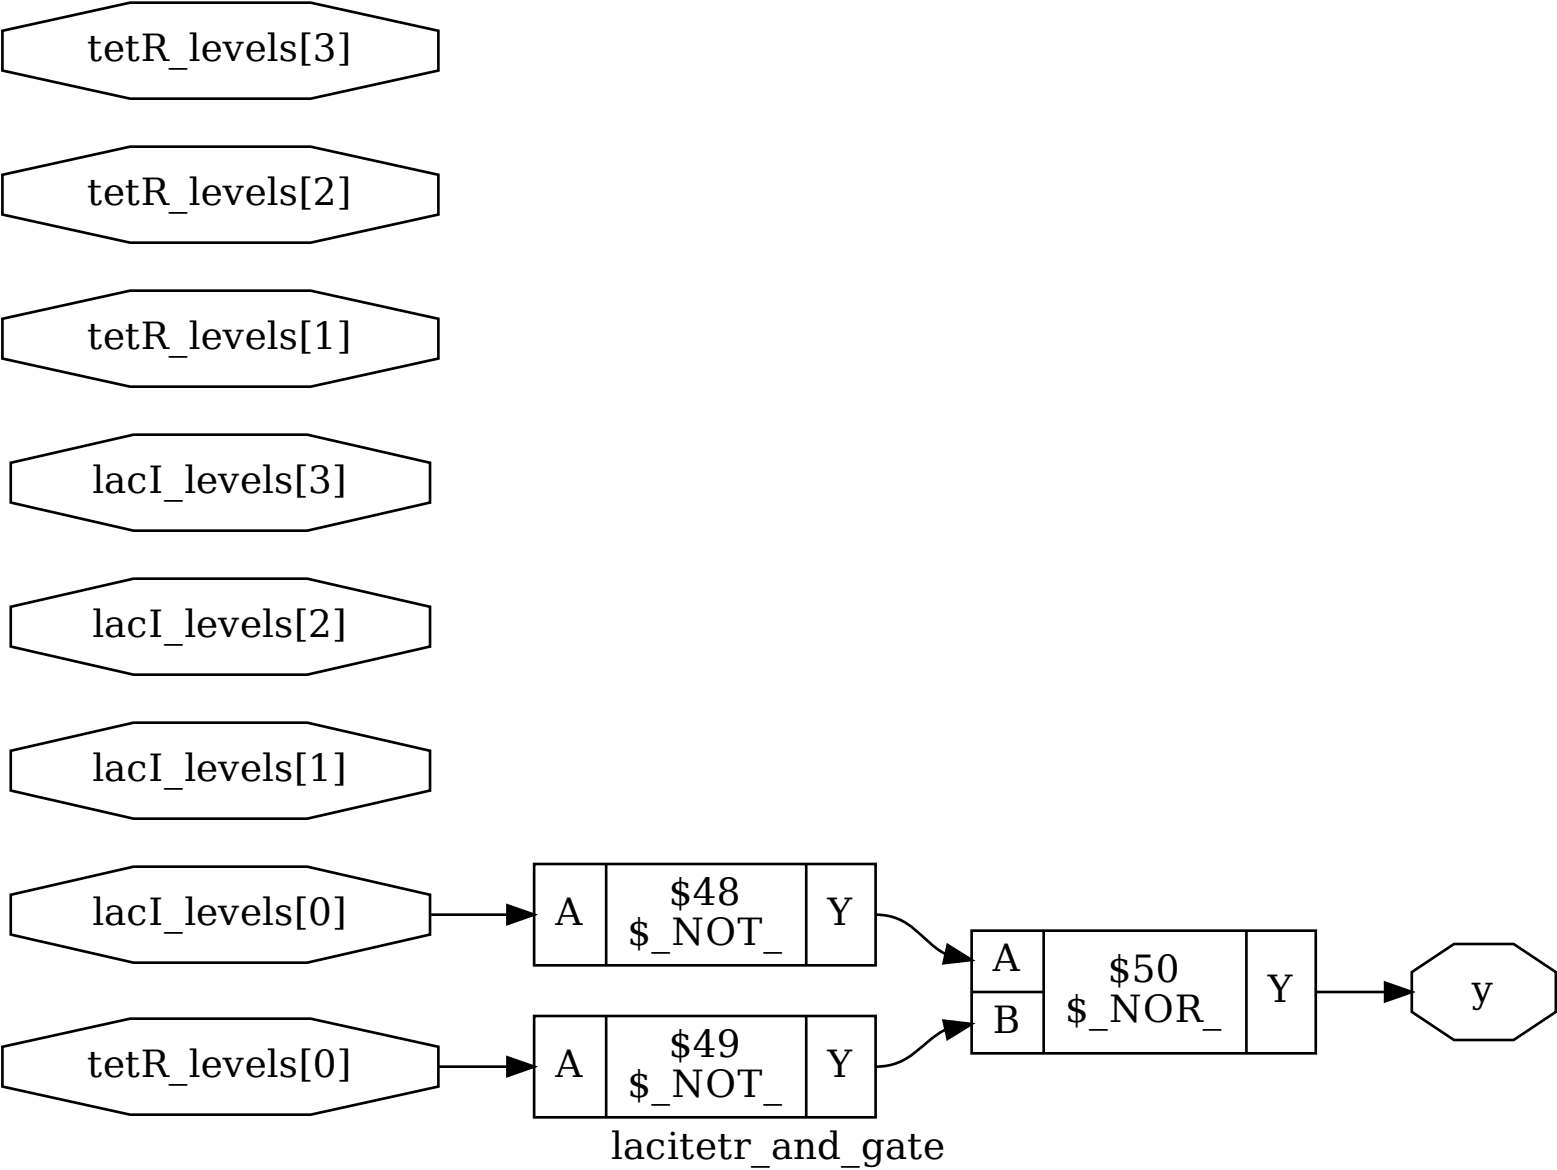 tetR_levels[3]
tetR_levels[2]
tetR_levels[1]
lacI_levels[3]
lacI_levels[2]
lacI_levels[1]
lacI_levels[0]
A
$48
$_NOT_
Y
tetR_levels[0]
A
$49
$_NOT_
Y
A
B
$50
$_NOR_
Y
y
lacitetr_and_gate